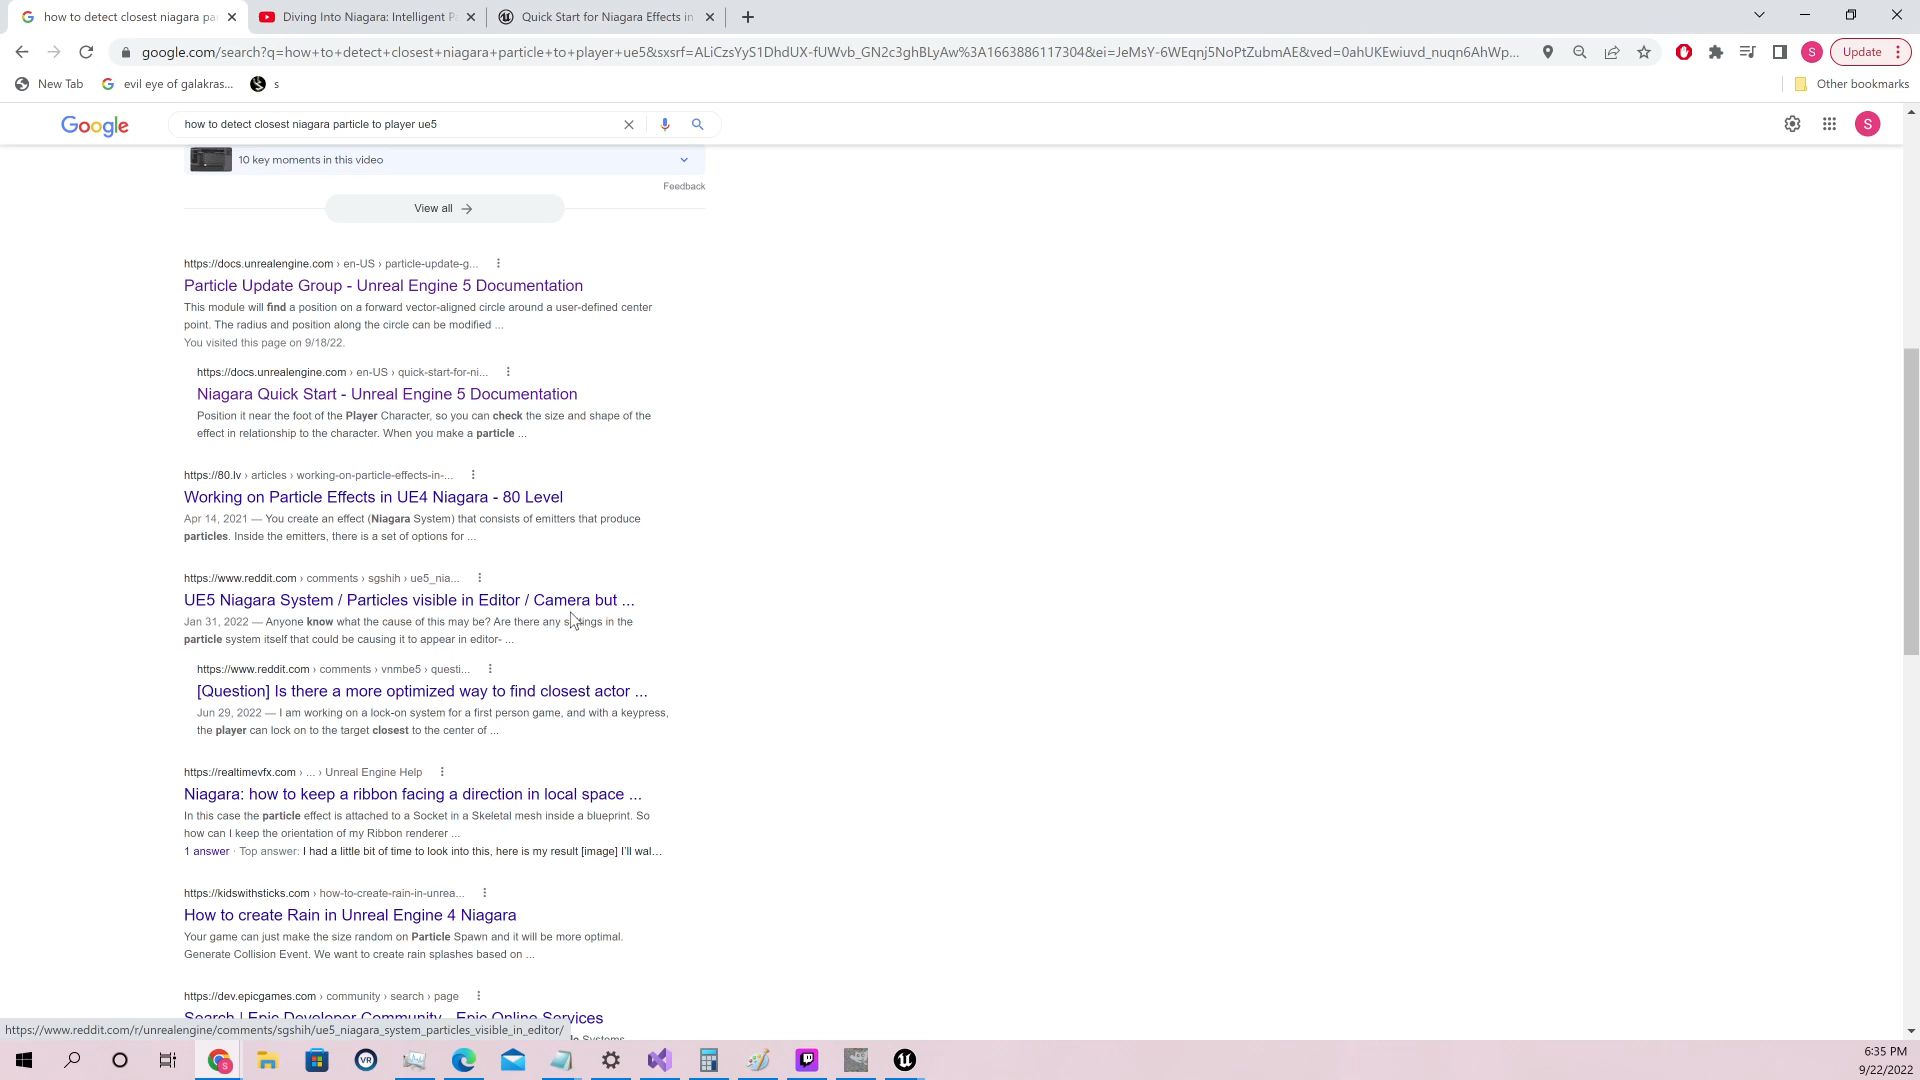 how to detect closest niagara pa
Diving Into Niagara: Intelligent P
Quick Start for Niagara Effects in
google.com/search?q=how+to+detect+closest+niagara+particle+to+player+ue5&sxsrf=ALiCzsYyS1DhdUX-fUWvb_GN2c3ghBLyAw%3A1663886117304&ei=JeMsY-6WEqnj5NoPtZubmAE&ved=0ahUKEwiuvd_nuqn6AhWp...
S
Update
New Tab
evil eye of galakras...
s
Other bookmarks
Google
how to detect closest niagara particle to player ue5
S
10 key moments in this video
Feedback
View all
https://docs.unrealengine.com › en-US › particle-update-g...
Particle Update Group - Unreal Engine 5 Documentation
This module will find a position on a forward vector-aligned circle around a user-defined center
point. The radius and position along the circle can be modified ...
You visited this page on 9/18/22.
https://docs.unrealengine.com › en-US › quick-start-for-ni...
Niagara Quick Start - Unreal Engine 5 Documentation
Position it near the foot of the Player Character, so you can check the size and shape of the
effect in relationship to the character. When you make a particle ...
https://80.lv › articles › working-on-particle-effects-in-...
Working on Particle Effects in UE4 Niagara - 80 Level
Apr 14, 2021 — You create an effect (Niagara System) that consists of emitters that produce
particles. Inside the emitters, there is a set of options for ...
https://www.reddit.com › comments › sgshih › ue5_nia...
UE5 Niagara System / Particles visible in Editor / Camera but ...
Jan 31, 2022 — Anyone know what the cause of this may be? Are there any settings in the
particle system itself that could be causing it to appear in editor- ...
https://www.reddit.com › comments › vnmbe5 › questi...
[Question] Is there a more optimized way to find closest actor ...
Jun 29, 2022 — I am working on a lock-on system for a first person game, and with a keypress,
the player can lock on to the target closest to the center of ...
https://realtimevfx.com › ... › Unreal Engine Help
Niagara: how to keep a ribbon facing a direction in local space ...
In this case the particle effect is attached to a Socket in a Skeletal mesh inside a blueprint. So
how can I keep the orientation of my Ribbon renderer ...
1 answer · Top answer: I had a little bit of time to look into this, here is my result [image] I'll wal...
https://kidswithsticks.com › how-to-create-rain-in-unrea...
How to create Rain in Unreal Engine 4 Niagara
Your game can just make the size random on Particle Spawn and it will be more optimal.
Generate Collision Event. We want to create rain splashes based on ...
https://dev.epicgames.com › community › search › page
Search | Epic Developer Community - Epic Online Services
https://www.reddit.com/r/unrealengine/comments/sgshih/ue5_niagara_system_particles_visible_in_editor/
VR
6:35 PM
9/22/2022